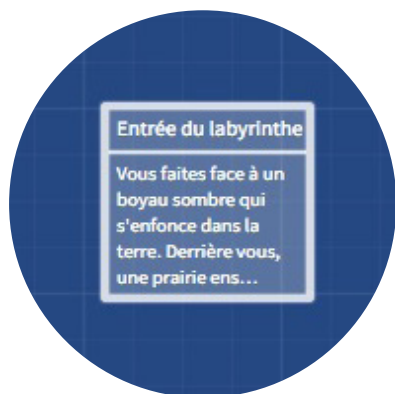 Entrée du labyrinthe
Vous faites face à un
boyau sombre qui
s'enfonce dans la
terre. Derrière vous,
une prairie ens...